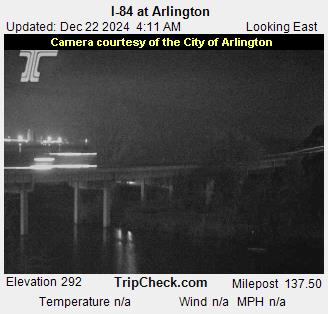 I-84 at Arlington
Updated: Dec 22 2024 4:11 AM Looking East
Camera courtesy of the City of Arlington
Elevation 292 TripCheck.com Milepost 137.50
Temperature n/a Wind n/a MPH n/a